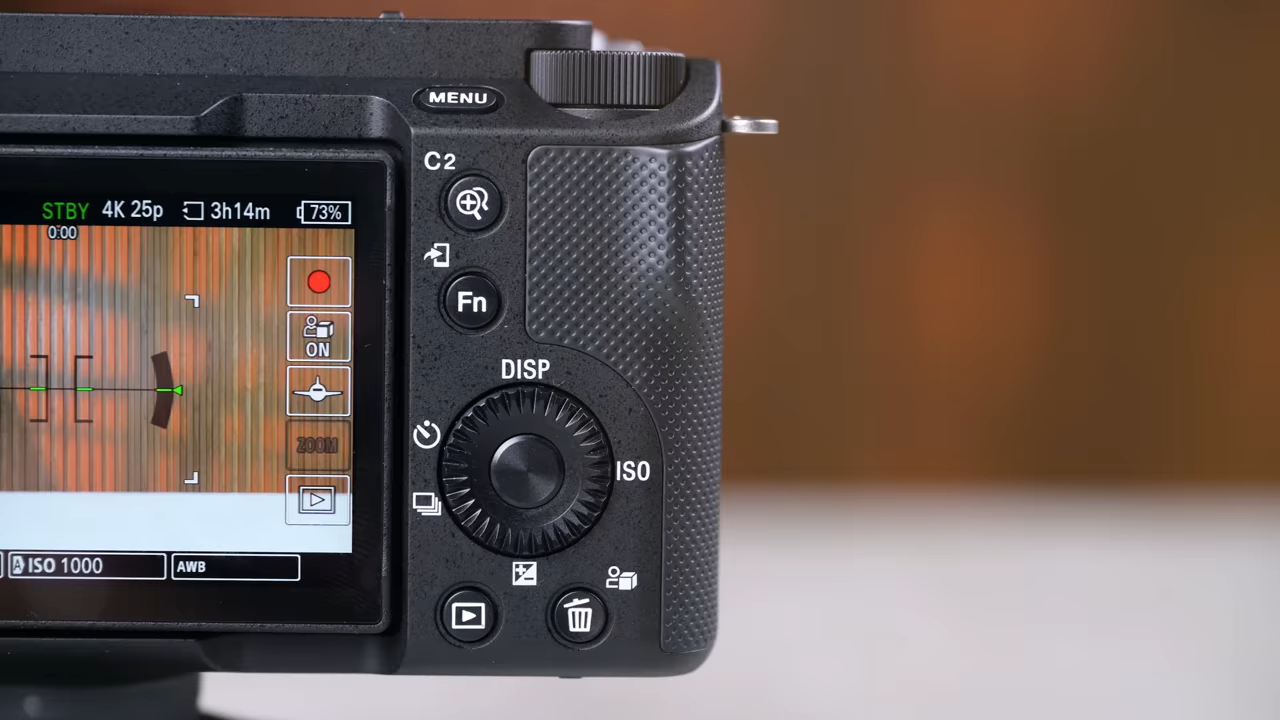 MENU
C2
STBY 4K 25p 3h14m 73%
0:00
Fn
ON
DISP
ZOOM
ISO
A ISO 1000 AWB